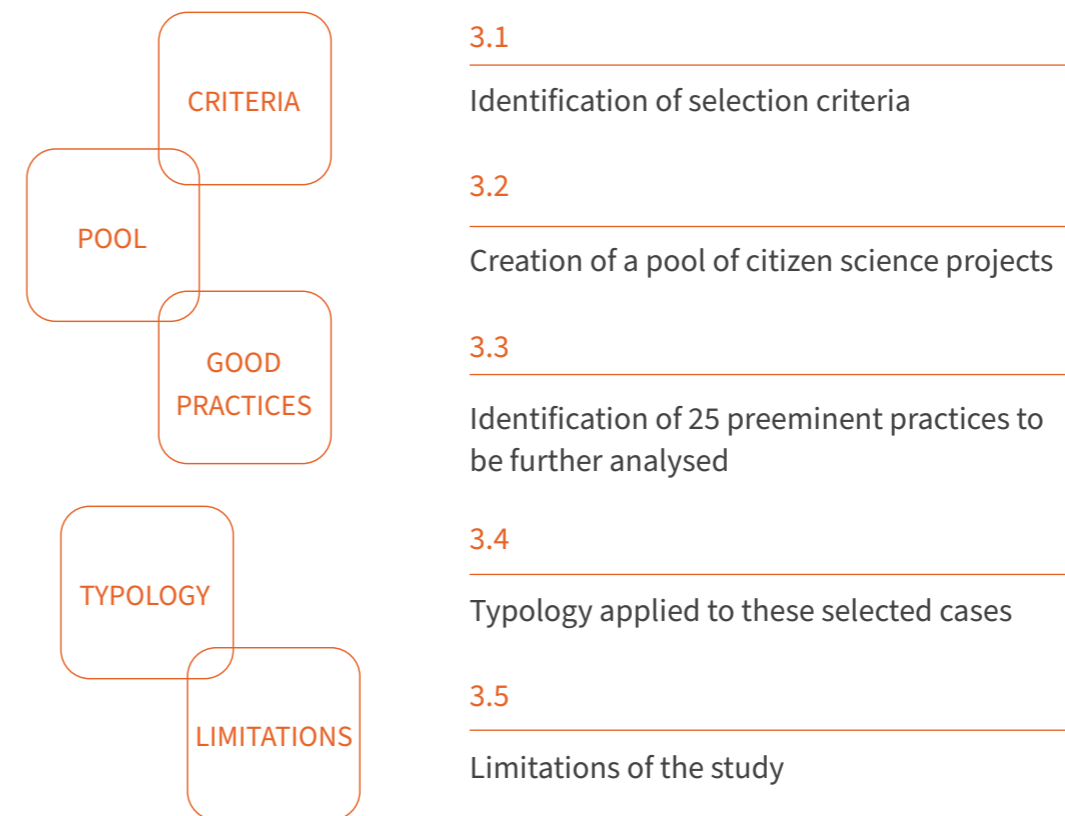 CRITERIA
3.1
Identification of selection criteria
POOL
3.2
Creation of a pool of citizen science projects
GOOD
PRACTICES
3.3
Identification of 25 preeminent practices to
be further analysed
TYPOLOGY
3.4
Typology applied to these selected cases
LIMITATIONS
3.5
Limitations of the study